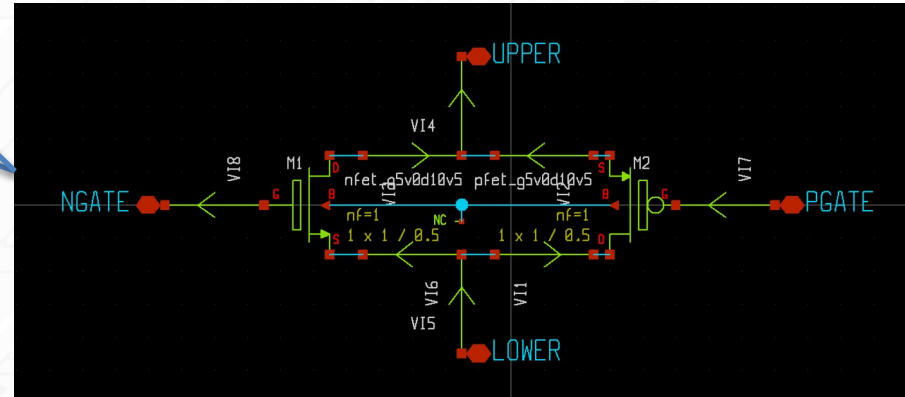 UPPER
VI4
VI8
M1
M2
VI7
D
S
nfet_g5v0d10v5
pfet_g5v0d10v5
NGATE
G
B
B
G
PGATE
nf=1
NC
nf=1
S
1 x 1 / 0.5
1 x 1 / 0.5
D
VI6
VI1
VI5
LOWER